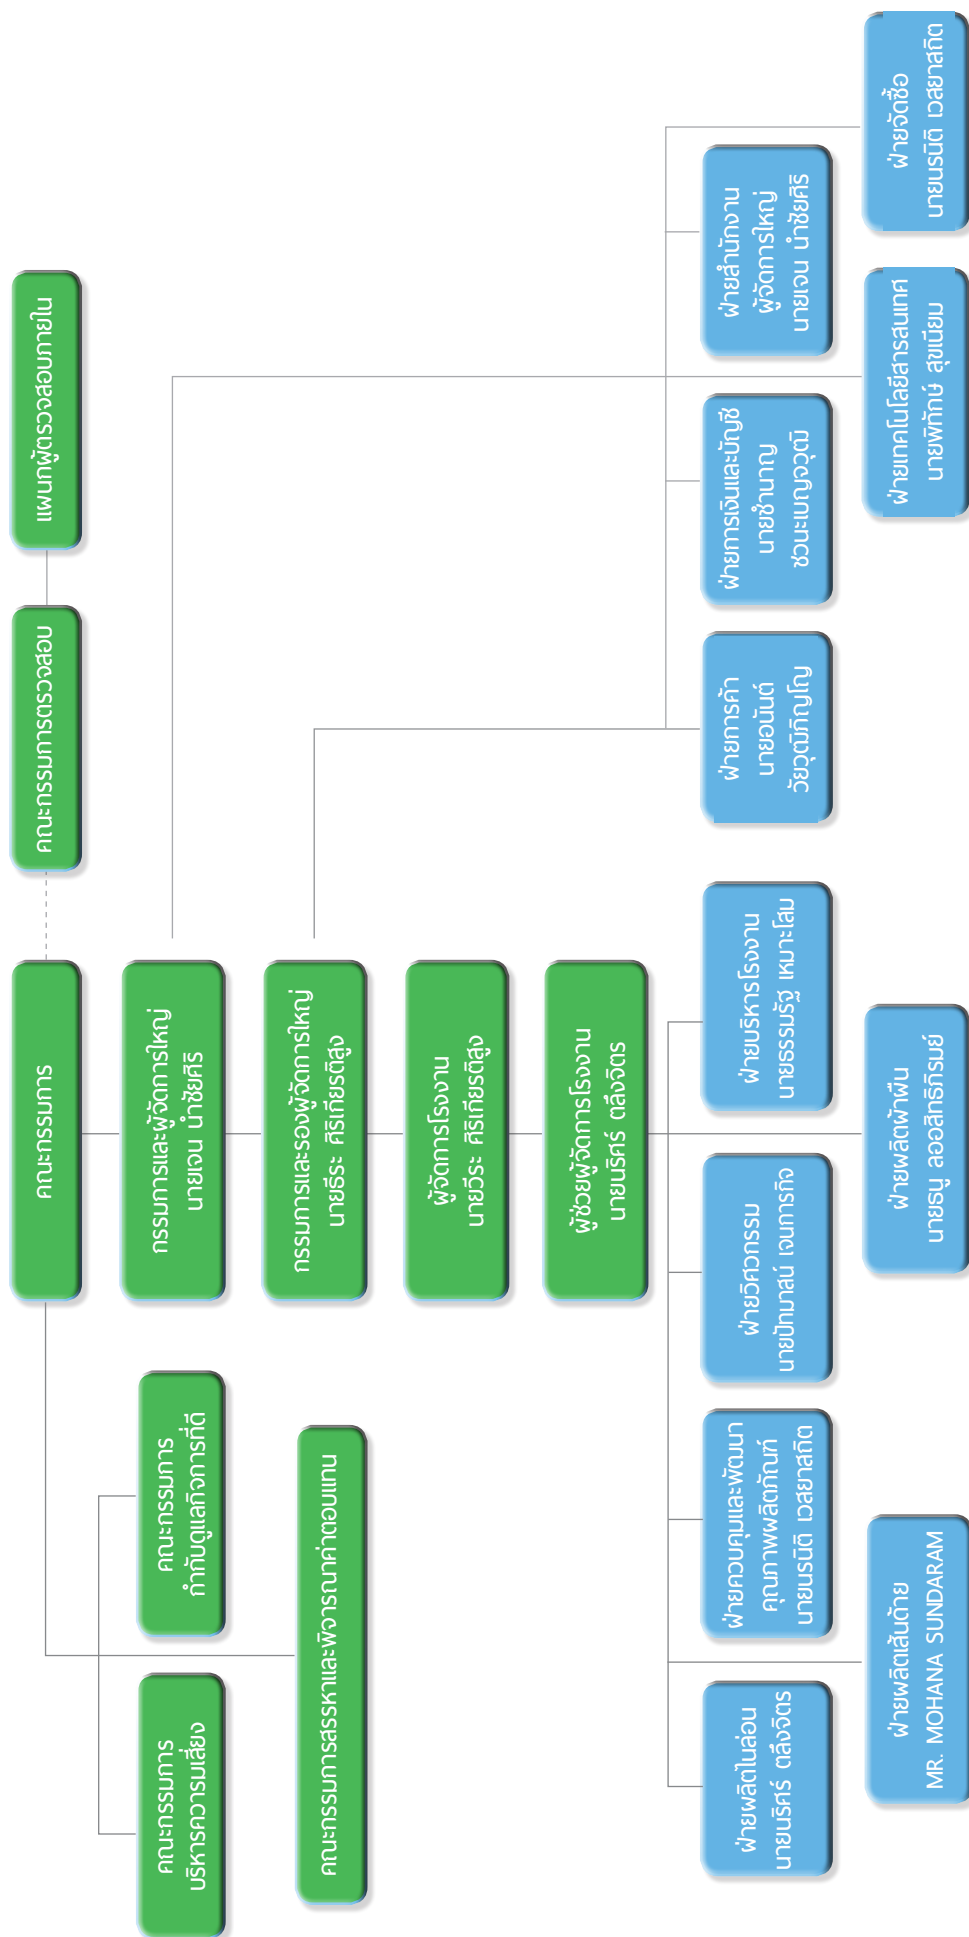 คณะกรรมการ
คณะกรรมการตรวจสอบ
แผนกผู้ตรวจสอบภายใน
คณะกรรมการ
บริหารความเสี่ยง
คณะกรรมการ
กำกับดูแลกิจการที่ดี
คณะกรรมการสรรหาและพิจารณาค่าตอบแทน
กรรมการและผู้จัดการใหญ่
นายเจน นำชัยศิริ
กรรมการและรองผู้จัดการใหญ่
นายธีระ ศิริเกียรติสูง
ผู้จัดการโรงงาน
นายวีระ ศิริเกียรติสูง
ผู้ช่วยผู้จัดการโรงงาน
นายนริศร์ ตลึงจิตร
ฝ่ายผลิตไนล่อน
นายนริศร์ ตลึงจิตร
ฝ่ายควบคุมและพัฒนา
คุณภาพผลิตภัณฑ์
นายนรนิติ เวสยาสถิต
ฝ่ายวิศวกรรม
นายปัทมาสน์ เจนการกิจ
ฝ่ายบริหารโรงงาน
นายธรรมรัฐ เหมาะโสม
ฝ่ายการค้า
นายอนันต์
วัยวุฒิภิญโญ
ฝ่ายการเงินและบัญชี
นายชำนาญ
ชวนะเบญจวุฒิ
ฝ่ายสำนักงาน
ผู้จัดการใหญ่
นายเจน นำชัยศิริ
ฝ่ายผลิตเส้นด้าย
MR. MOHANA SUNDARAM
ฝ่ายผลิตผ้าผืน
นายธนู ลออสิทธิภิรมย์
ฝ่ายเทคโนโลยีสารสนเทศ
นายพิทักษ์ สุขเนียม
ฝ่ายจัดซื้อ
นายนรนิติ เวสยาสถิต